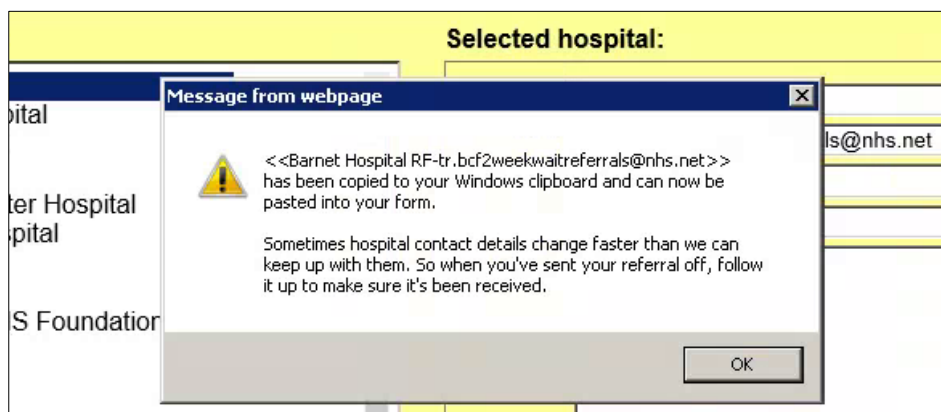 Selected hospital:
Message from webpage
ls@nhs.net
<<Barnet Hospital RF-tr.bcf2weekwaitreferrals@nhs.net>>
has been copied to your Windows clipboard and can now be
pasted into your form.
Sometimes hospital contact details change faster than we can
keep up with them. So when you've sent your referral off, follow
it up to make sure it's been received.
OK
pital
ter Hospital
spital
IS Foundation